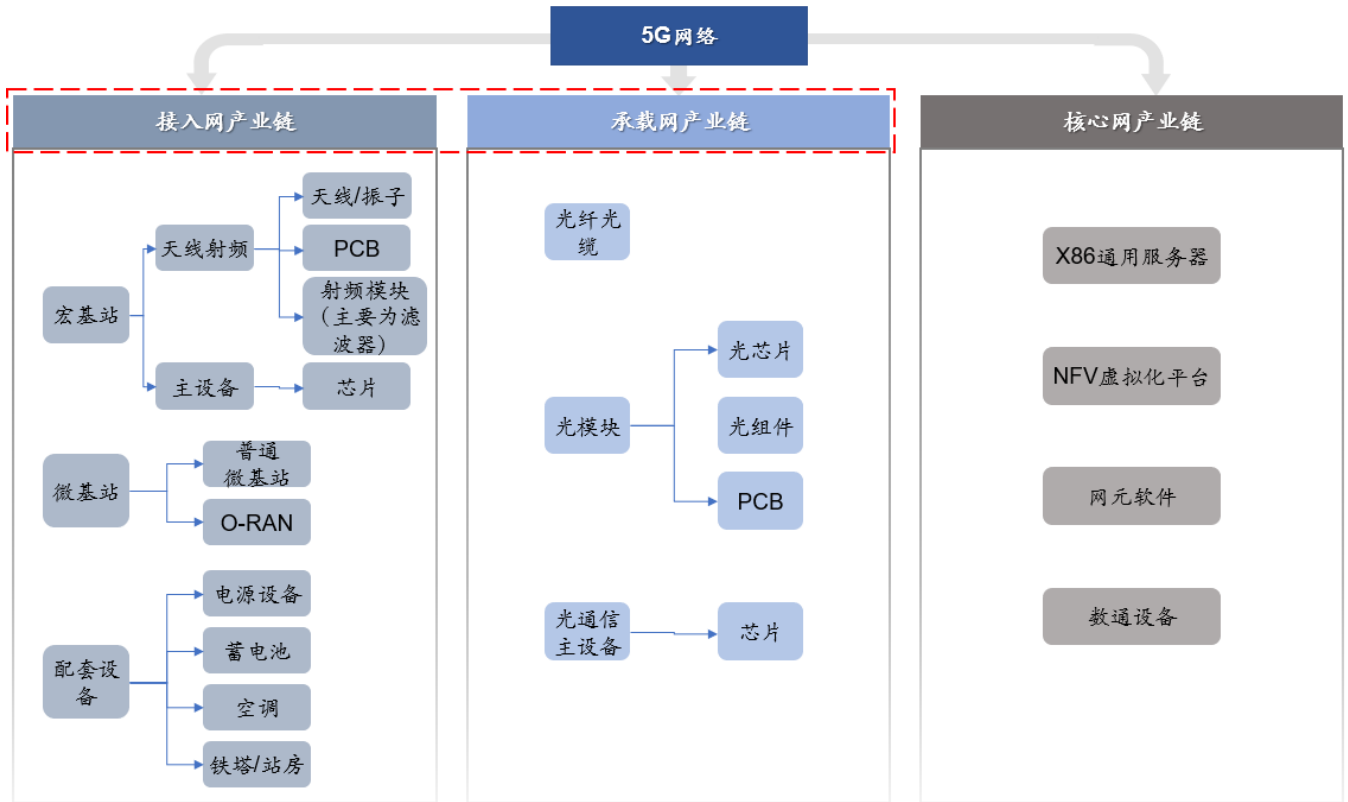 5G网络
接入网产业链
承载网产业链
核心网产业链
宏基站
天线射频
天线/振子
PCB
射频模块
（主要为滤
波器）
主设备
芯片
微基站
普通
微基站
O-RAN
配套设
备
电源设备
蓄电池
空调
铁塔/站房
光纤光
缆
光模块
光芯片
光组件
PCB
光通信
主设备
芯片
X86通用服务器
NFV虚拟化平台
网元软件
数通设备